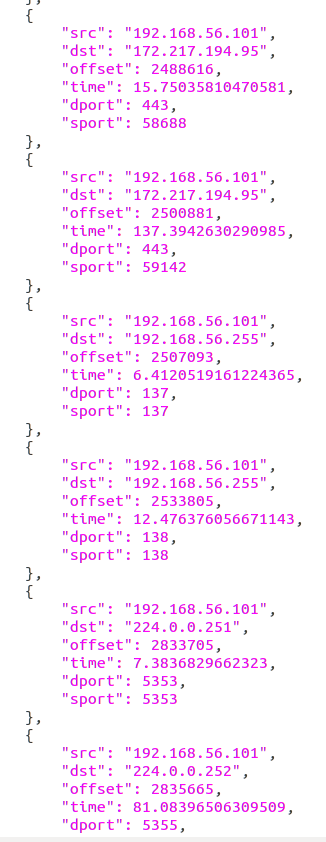 },
{
"src": "192.168.56.101",
"dst": "172.217.194.95",
"offset": 2488616,
"time": 15.75035810470581,
"dport": 443,
"sport": 58688
},
{
"src": "192.168.56.101",
"dst": "172.217.194.95",
"offset": 2500881,
"time": 137.3942630290985,
"dport": 443,
"sport": 59142
},
{
"src": "192.168.56.101",
"dst": "192.168.56.255",
"offset": 2507093,
"time": 6.4120519161224365,
"dport": 137,
"sport": 137
},
{
"src": "192.168.56.101",
"dst": "192.168.56.255",
"offset": 2533805,
"time": 12.476376056671143,
"dport": 138,
"sport": 138
},
{
"src": "192.168.56.101",
"dst": "224.0.0.251",
"offset": 2833705,
"time": 7.3836829662323,
"dport": 5353,
"sport": 5353
},
{
"src": "192.168.56.101",
"dst": "224.0.0.252",
"offset": 2835665,
"time": 81.08396506309509,
"dport": 5355,